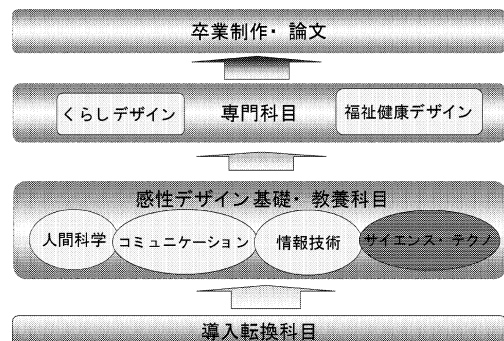 卒業制作・論文
くらしデザイン 専門科目 福祉健康デザイン
感性デザイン基礎・教養科目
人間科学 コミュニケーション 情報技術 サイエンス・テクノ
導入転換科目